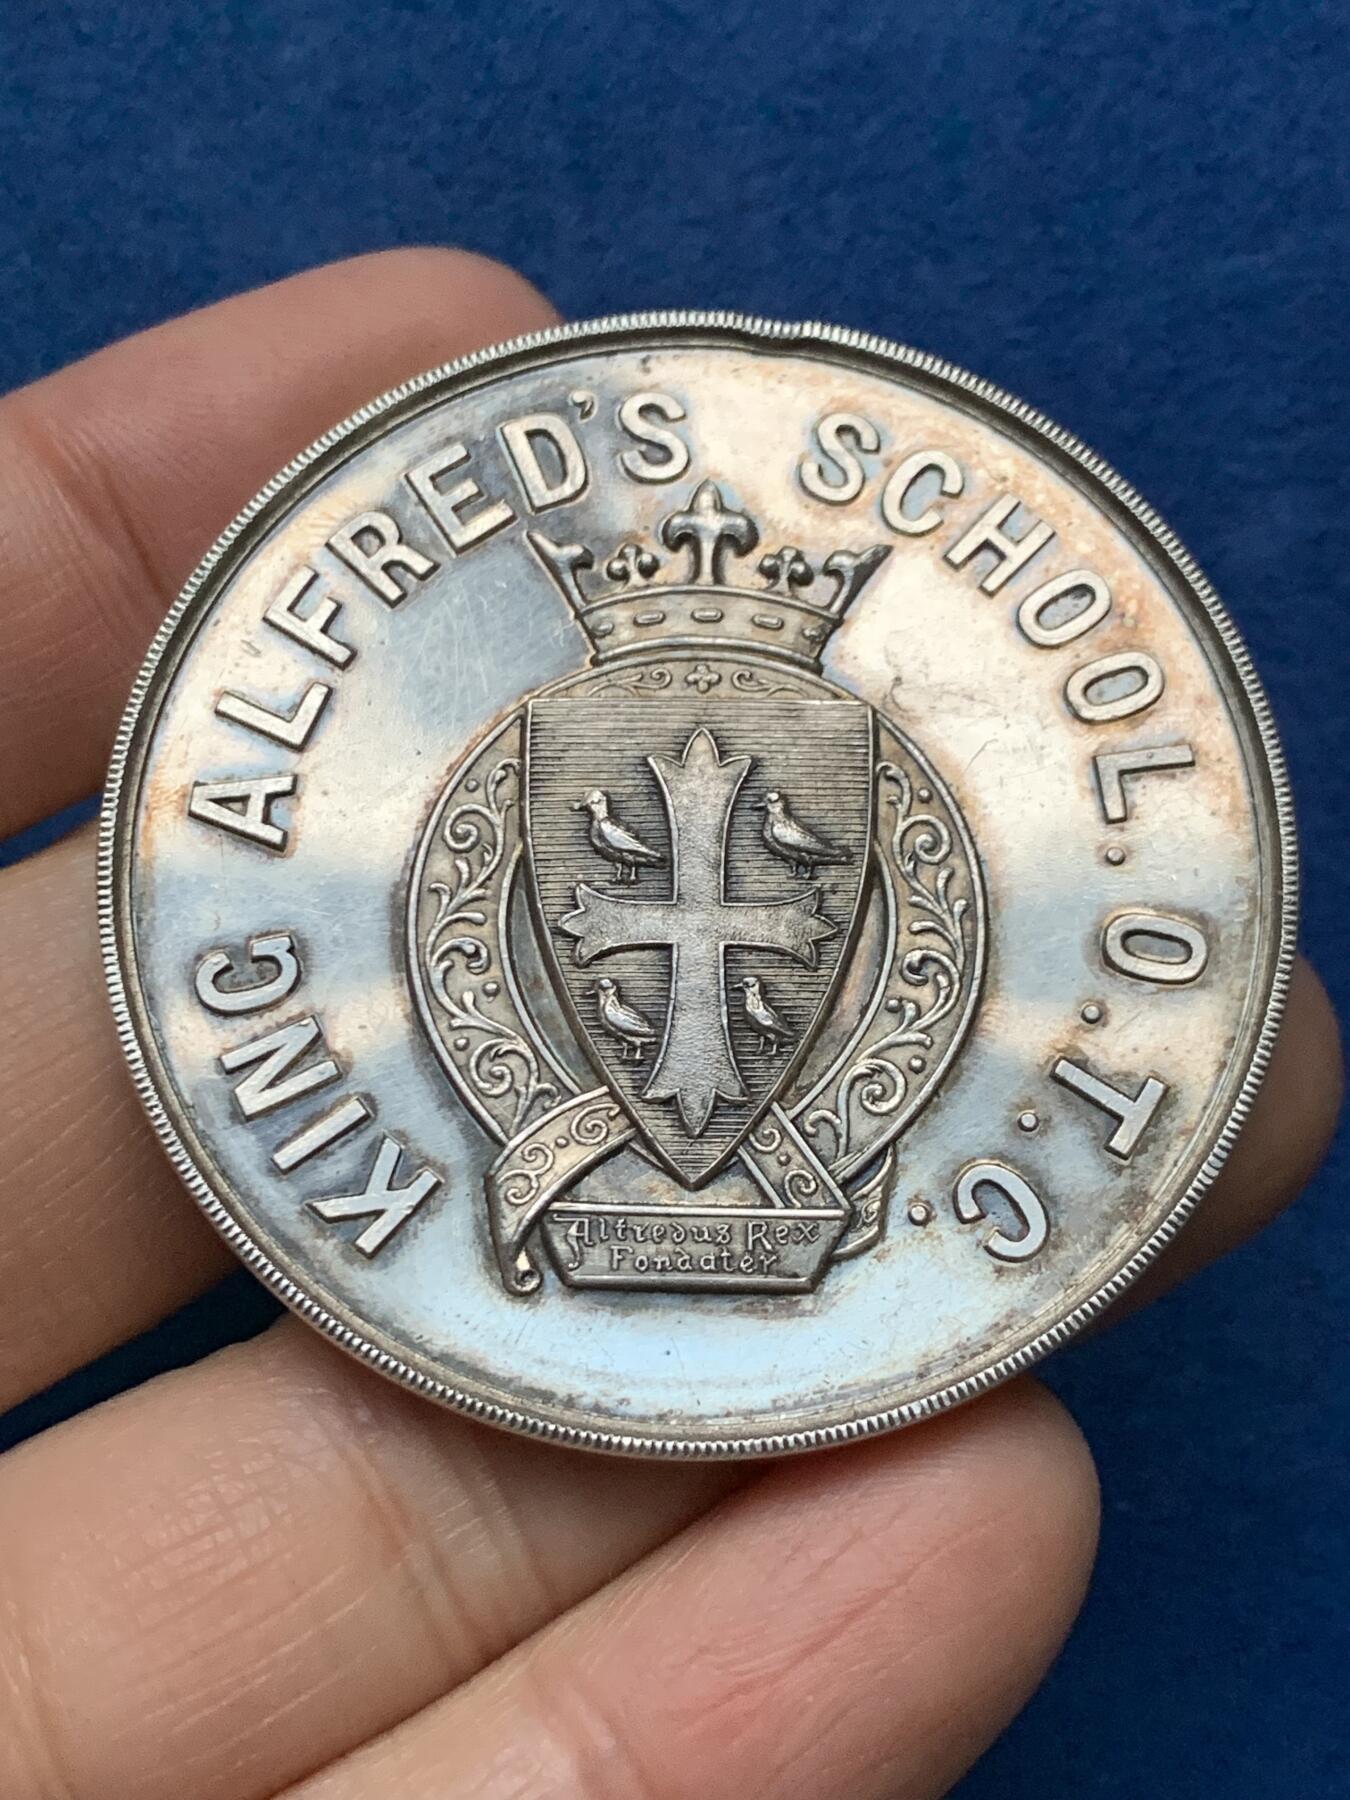 KING ALFRED'S SCHOOL.O.T.C.
Alfredus Rex
Fondater